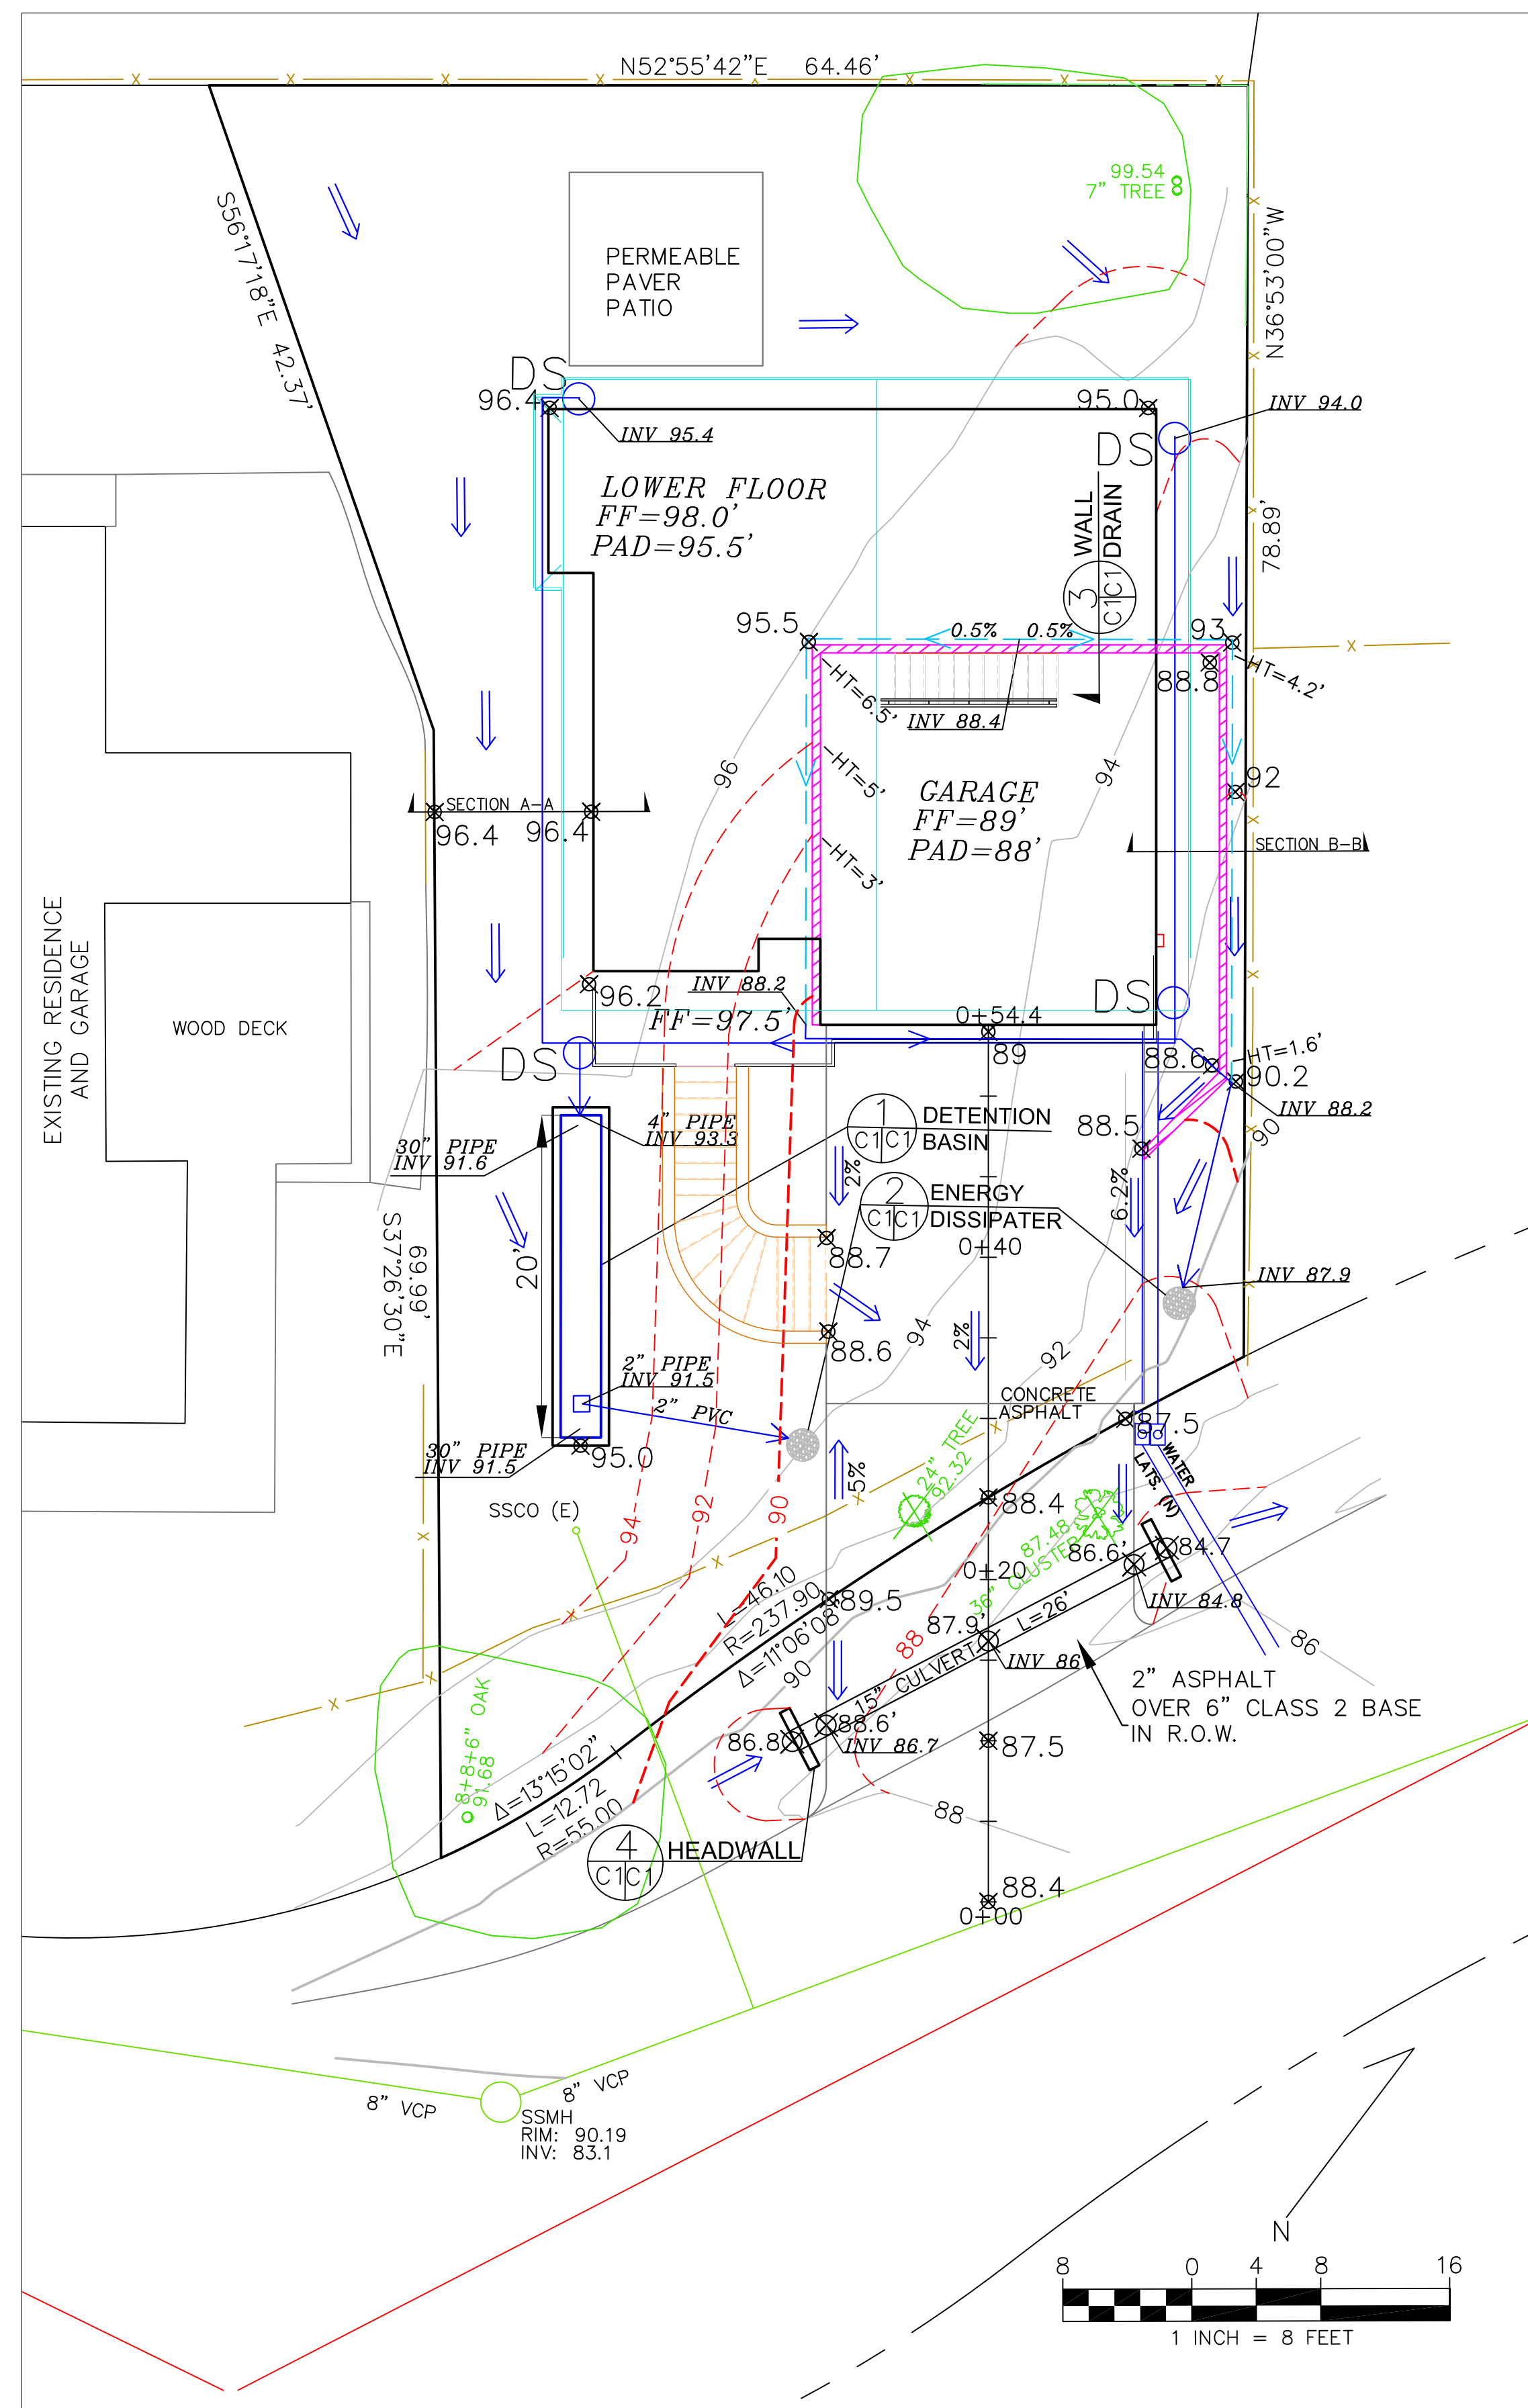 N52°55'42"E 64.46'
99.54
7" TREE
S56°17'18"E 42.37'
N36°53'00"W
78.89'
PERMEABLE
PAVER
PATIO
DS
96.4
INV 95.4
95.0
INV 94.0
DS
LOWER FLOOR
FF=98.0'
PAD=95.5'
WALL
DRAIN
3
C1 C1
95.5
0.5% 0.5%
93
88.8
-HT=4.2'
-HT=6.5'
INV 88.4
96
-HT=5'
94
92
GARAGE
FF=89'
PAD=88'
SECTION A-A
96.4 96.4
SECTION B-B
-HT=3'
EXISTING RESIDENCE
AND GARAGE
WOOD DECK
96.2
INV 88.2
FF=97.5'
DS
0+54.4
89
DS
88.6
-HT=1.6'
90.2
INV 88.2
90
4" PIPE
INV 93.3
30" PIPE
INV 91.6
1
C1 C1
DETENTION
BASIN
88.5
2%
2
C1 C1
ENERGY
DISSIPATER
6.2%
0+40
S37°26'30"E
69.99'
20'
88.7
INV 87.9
88.6
94
2%
92
2" PIPE
INV 91.5
2" PVC
CONCRETE
ASPHALT
87.5
30" PIPE
INV 91.5
95.0
24" TREE
92.32
5%
WATER
LATS. (N)
SSCO (E)
94
92
90
88.4
87.48
36" CLUSTER
86.6'
84.7
0+20
INV 84.8
L=46.10
R=237.90
Δ=11°06'08"
89.5
87.9'
L=26'
88
INV 86
86
90
15" CULVERT
2" ASPHALT
OVER 6" CLASS 2 BASE
IN R.O.W.
8+8+6" OAK
91.68
86.8
88.6'
INV 86.7
87.5
Δ=13°15'02"
L=12.72
R=55.00
88
4
C1 C1
HEADWALL
88.4
0+00
8" VCP
8" VCP
SSMH
RIM: 90.19
INV: 83.1
N
8 0 4 8 16
1 INCH = 8 FEET